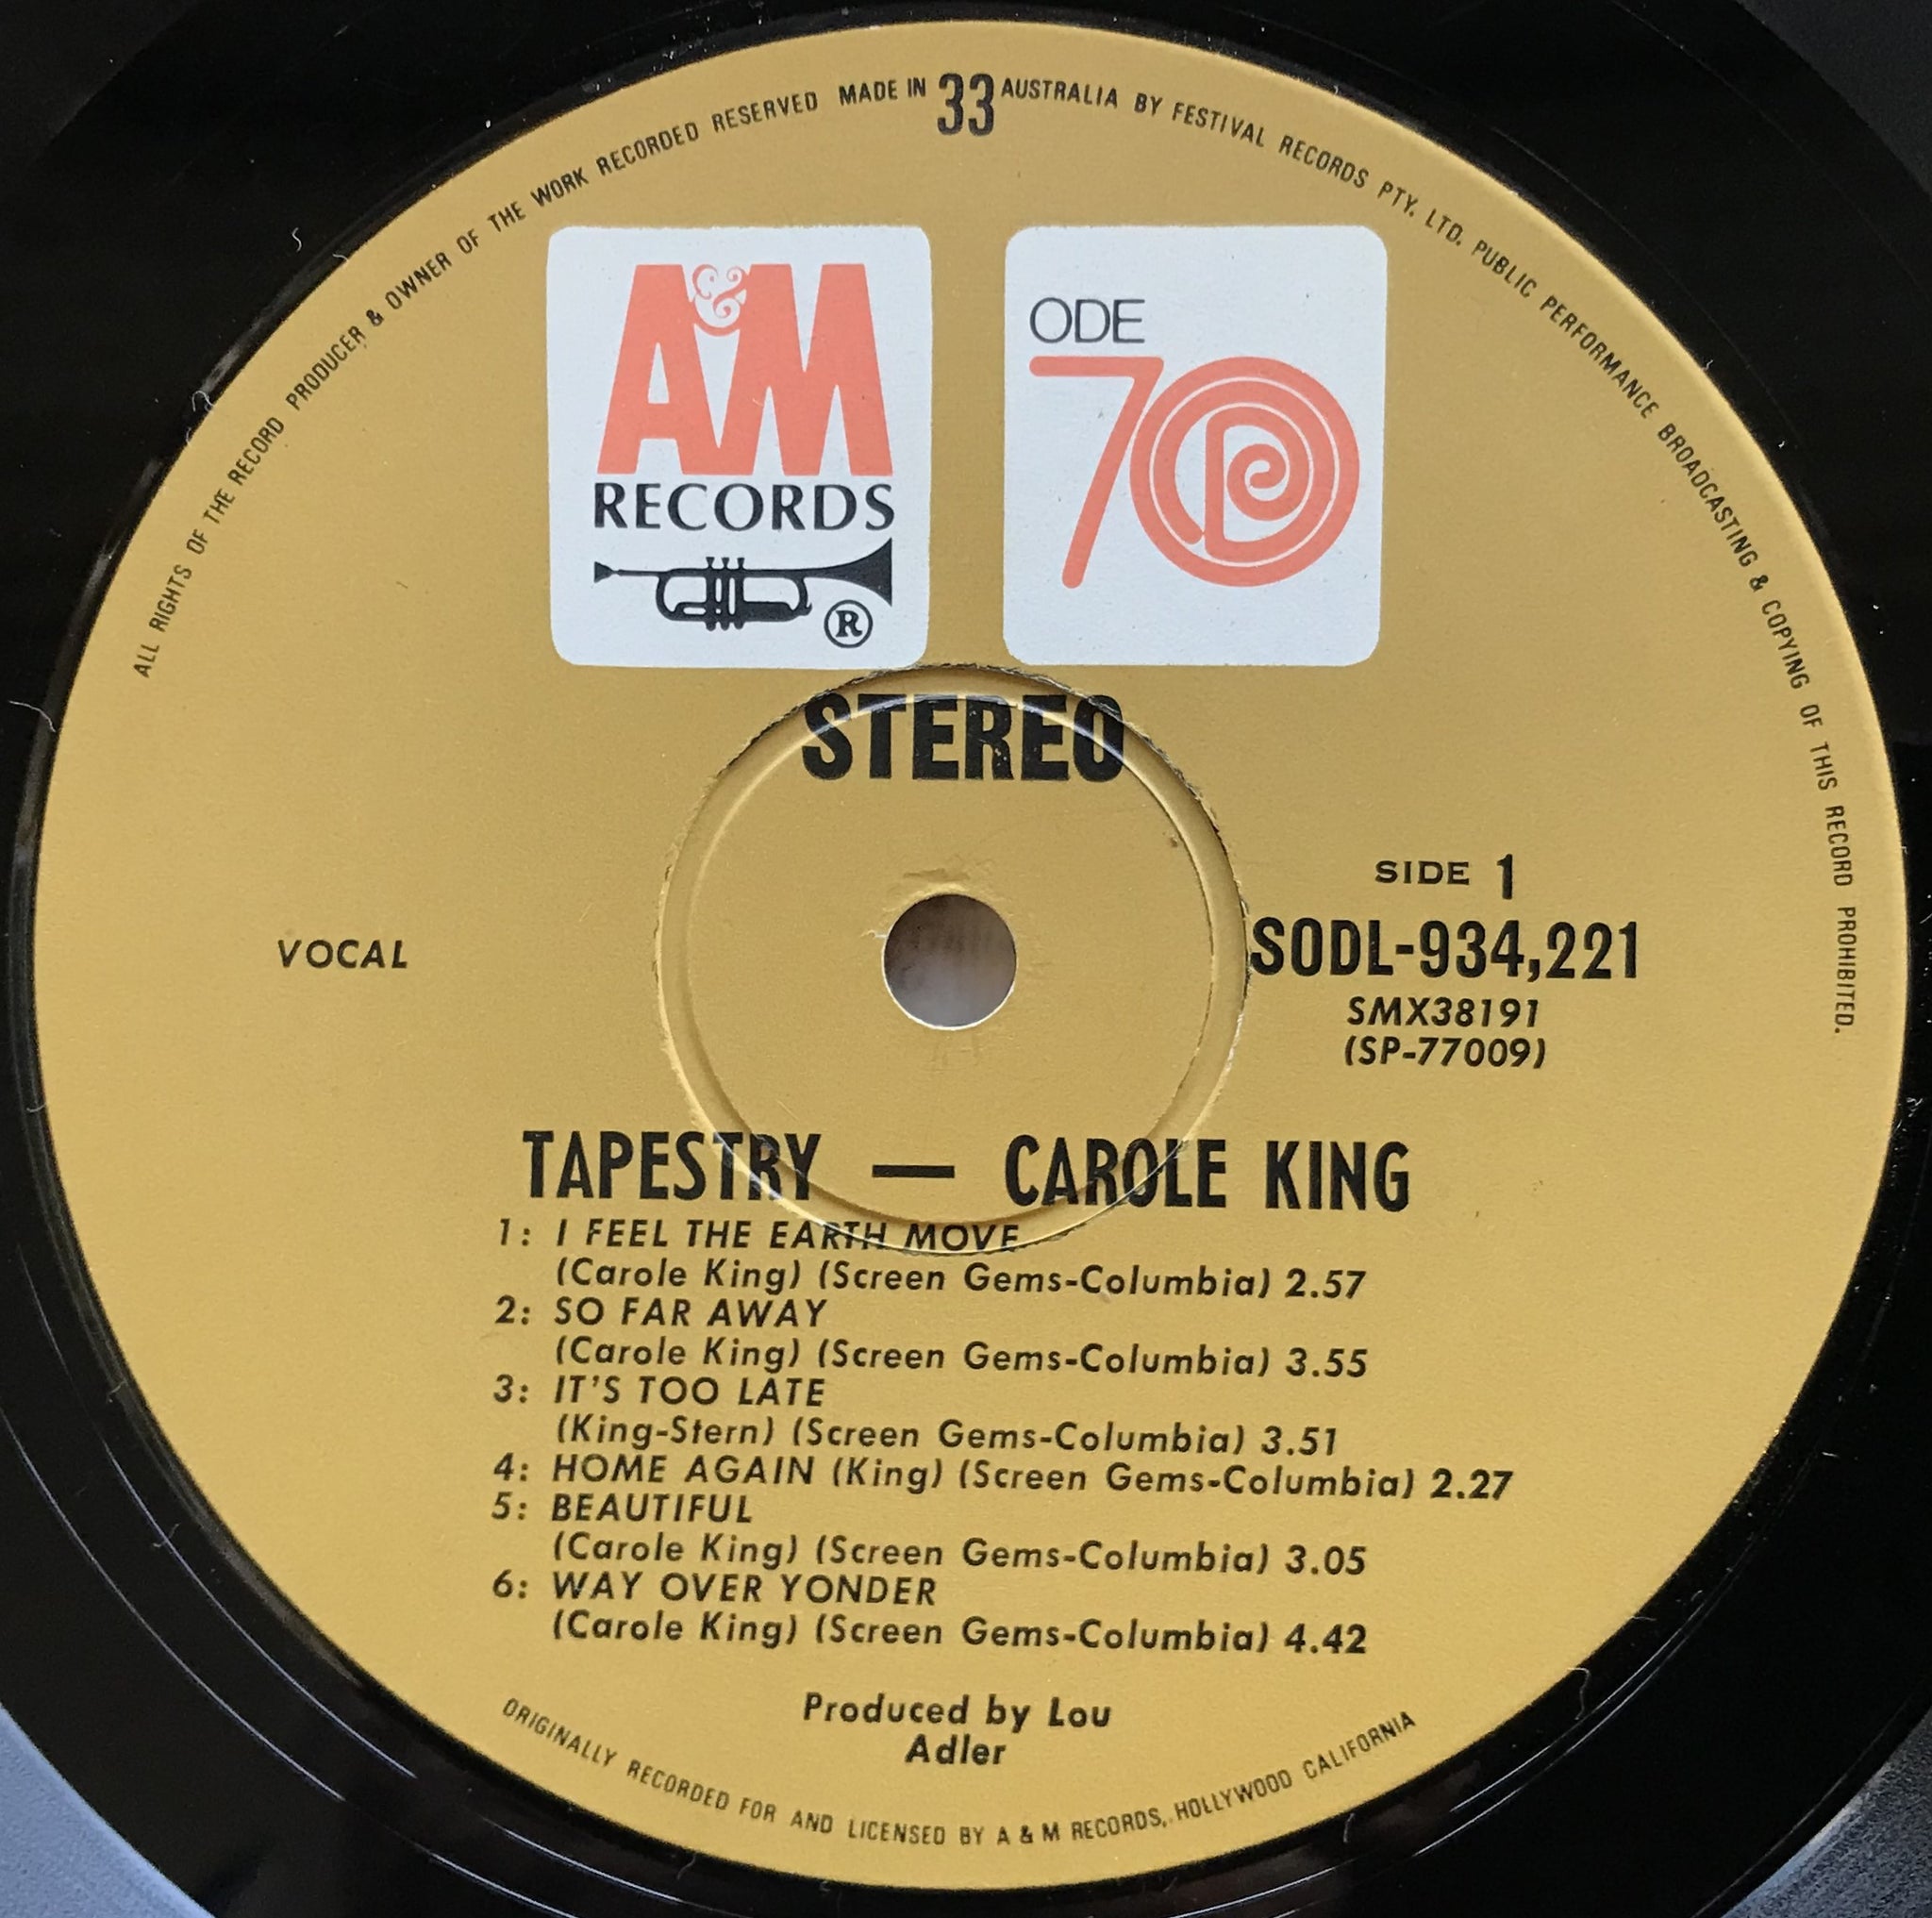 ALL RIGHTS OF THE RECORD PRODUCER & OWNER OF THE WORK RECORDED RESERVED MADE IN 33 AUSTRALIA BY FESTIVAL RECORDS PTY. LTD. PUBLIC PERFORMANCE BROADCASTING & COPYING OF THIS RECORD PROHIBITED.
A&M
RECORDS
®
ODE
70
STEREO
VOCAL
SIDE 1
SODL-934,221
SMX38191
(SP-77009)
TAPESTRY — CAROLE KING
1: I FEEL THE EARTH MOVE
(Carole King) (Screen Gems-Columbia) 2.57
2: SO FAR AWAY
(Carole King) (Screen Gems-Columbia) 3.55
3: IT'S TOO LATE
(King-Stern) (Screen Gems-Columbia) 3.51
4: HOME AGAIN (King) (Screen Gems-Columbia) 2.27
5: BEAUTIFUL
(Carole King) (Screen Gems-Columbia) 3.05
6: WAY OVER YONDER
(Carole King) (Screen Gems-Columbia) 4.42
Produced by Lou
Adler
ORIGINALLY RECORDED FOR AND LICENSED BY A & M RECORDS, HOLLYWOOD CALIFORNIA